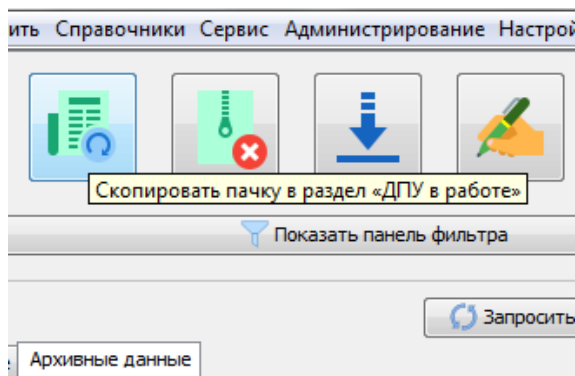 ить Справочники Сервис Администрирование Настрой
Скопировать пачку в раздел «ДПУ в работе»
Показать панель фильтра
Запросить
е Архивные данные